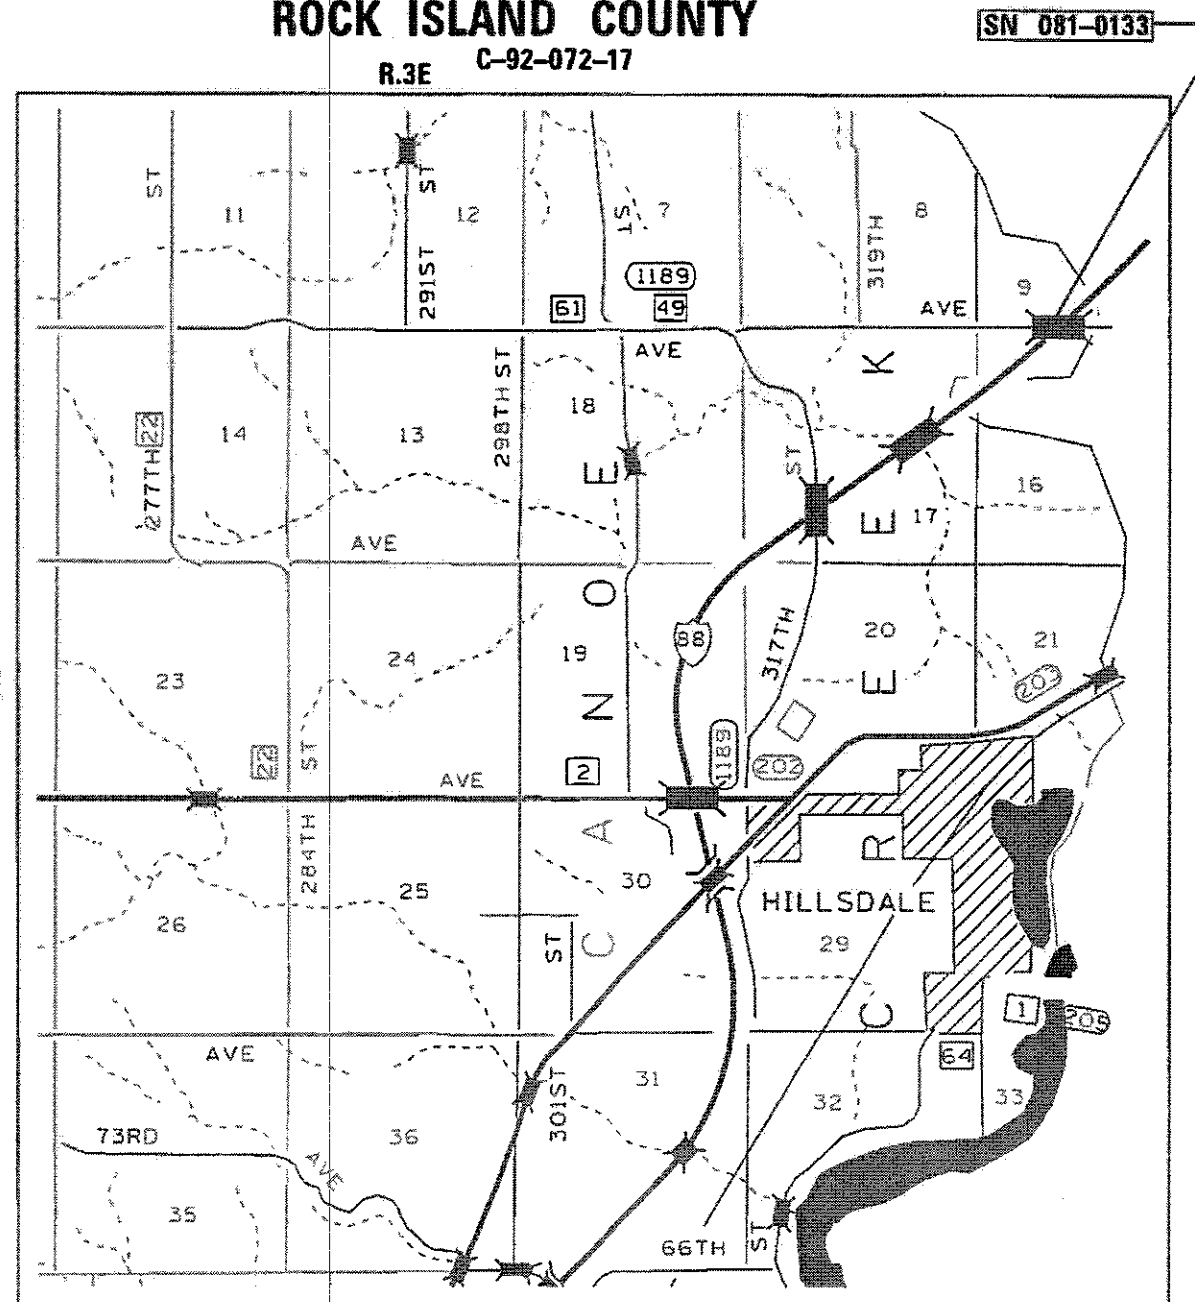 ROCK ISLAND COUNTY
SN 081-0133
C-92-072-17
R.3E
ST
11
291ST ST
12
ST
7
319TH
8
1189
61
49
9
AVE
AVE
K
298TH ST
18
277TH
22
14
13
E
ST
16
E
17
AVE
O
88
317TH
20
21
19
24
23
E
203
N
22
ST
1189
202
AVE
2
284TH
A
R
30
25
HILLSDALE
26
ST
C
29
C
1
205
AVE
64
31
33
301ST
32
73RD
AVE
36
35
66TH
ST